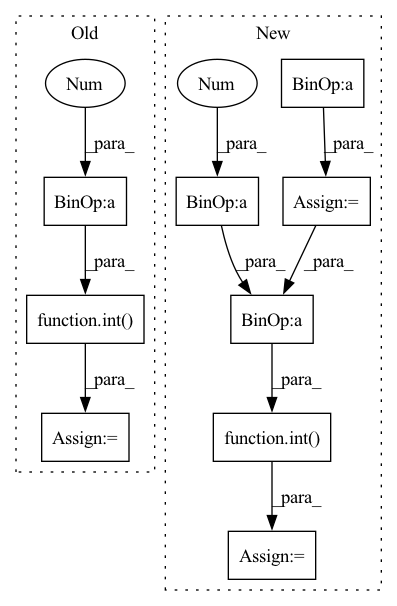 Old
New
Num
Num
BinOp:a
_para_
_para_
_para_
BinOp:a
BinOp:a
Assign:=
_para_
_para_
_para_
function.int()
BinOp:a
_para_
_para_
Assign:=
function.int()
_para_
Assign:=